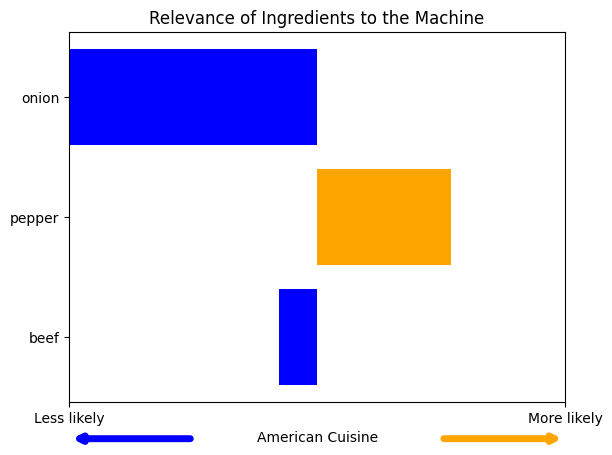 Relevance of Ingredients to the Machine
onion
pepper
beef
Less likely
More likely
American Cuisine